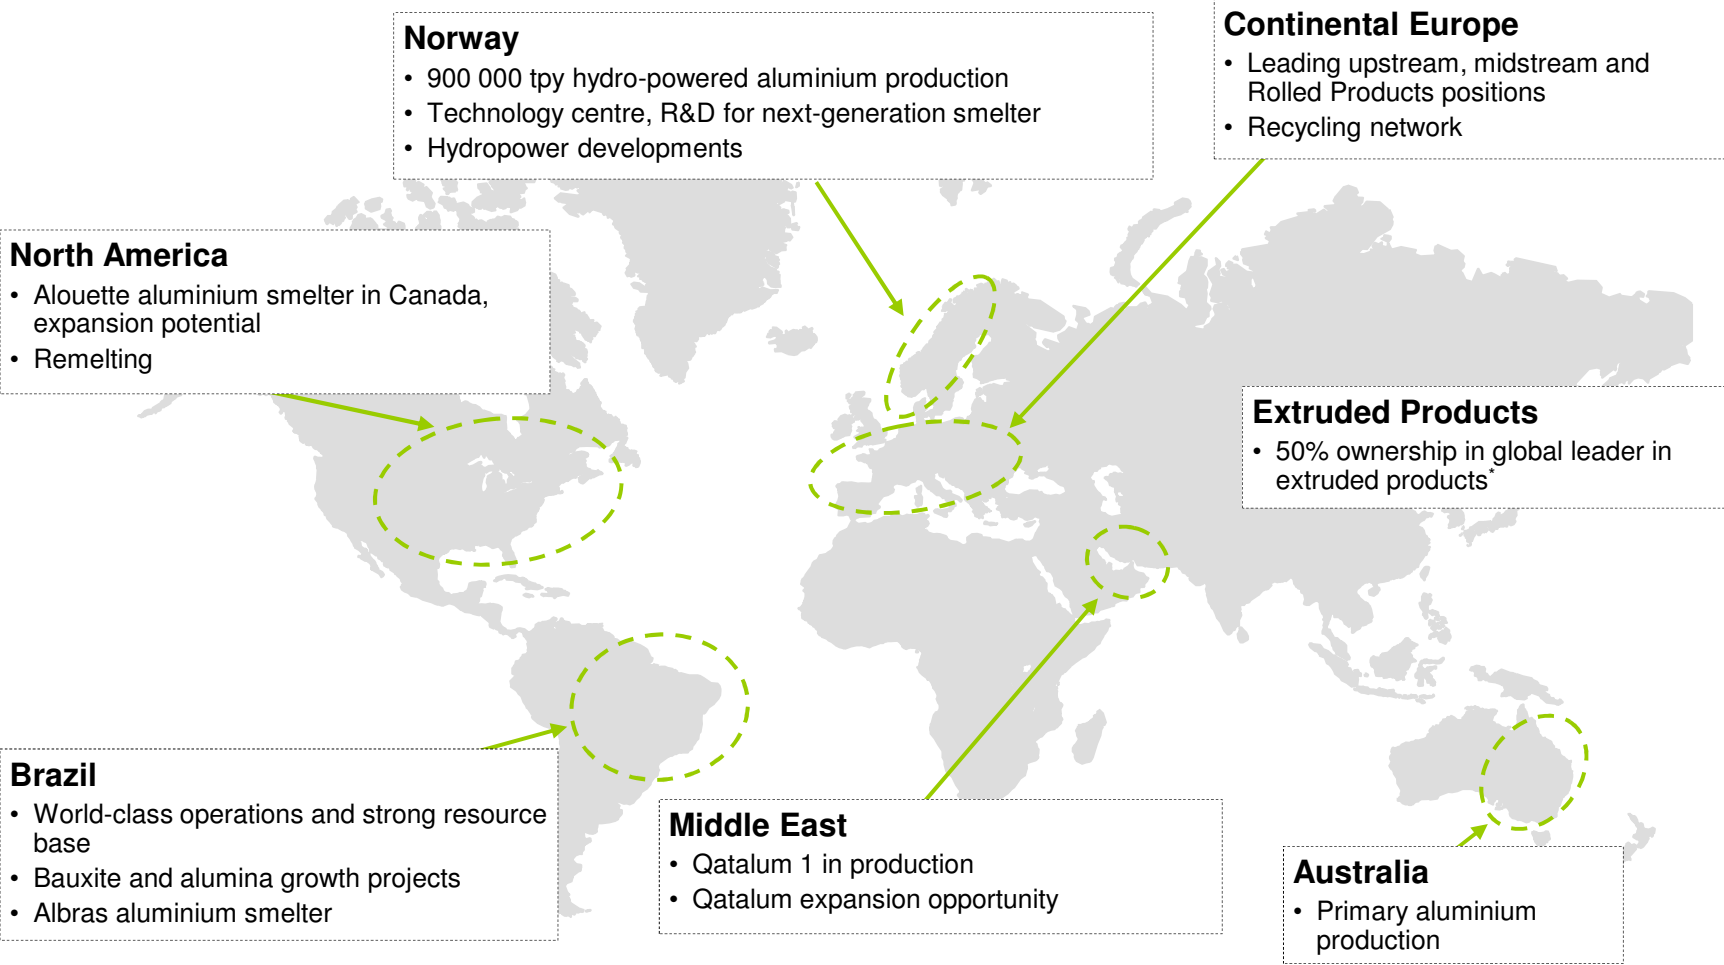 Norway
• 900 000 tpy hydro-powered aluminium production
• Technology centre, R&D for next-generation smelter
• Hydropower developments
Continental Europe
• Leading upstream, midstream and
Rolled Products positions
• Recycling network
North America
• Alouette aluminium smelter in Canada,
expansion potential
• Remelting
Extruded Products
• 50% ownership in global leader in
extruded products*
Brazil
• World-class operations and strong resource
base
• Bauxite and alumina growth projects
• Albras aluminium smelter
Middle East
• Qatalum 1 in production
• Qatalum expansion opportunity
Australia
• Primary aluminium
production